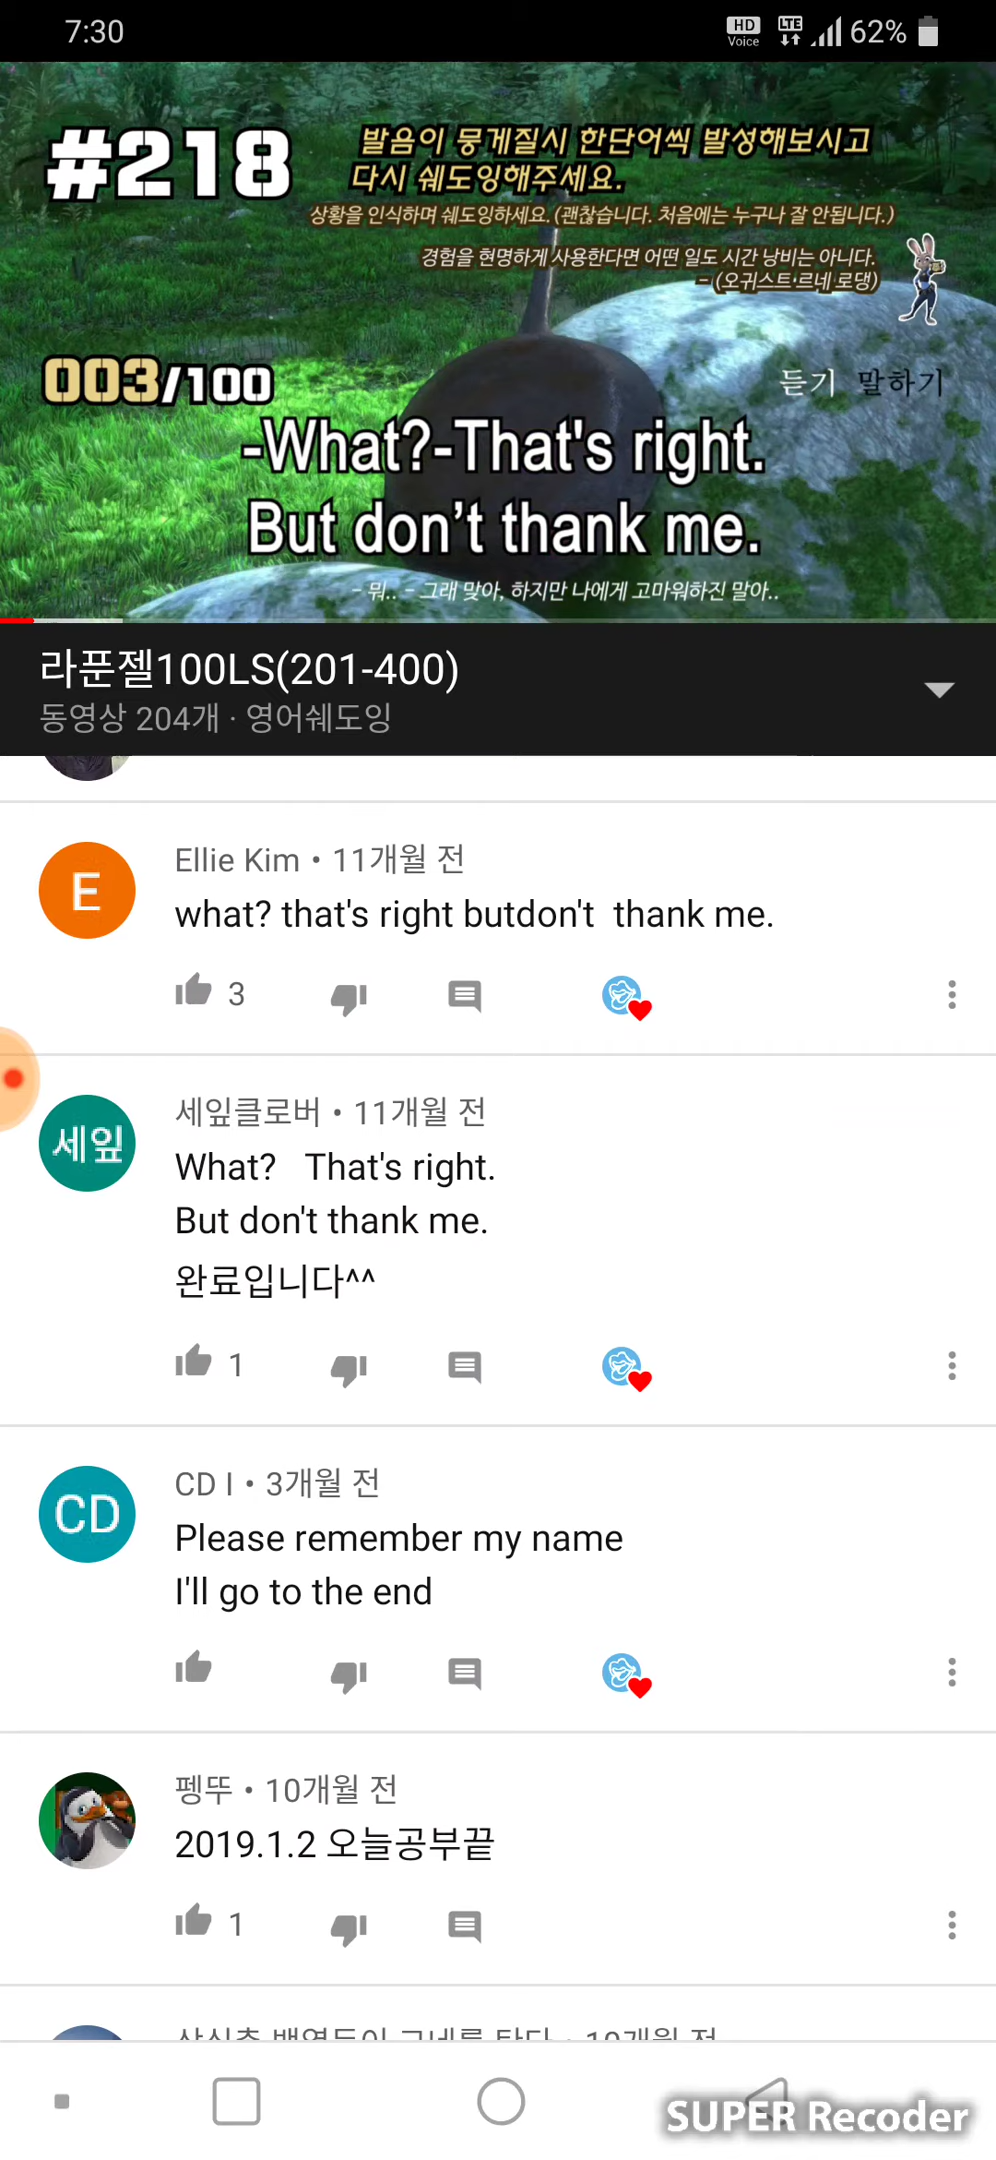 7:30
HD Voice LTE 62%
#218
발음이 뭉게질시 한단어씩 발성해보시고
다시 쉐도잉해주세요.
상황을 인식하며 쉐도잉하세요.(괜찮습니다. 처음에는 누구나 잘 안됩니다.)
경험을 현명하게 사용한다면 어떤 일도 시간 낭비는 아니다.
- (오귀스트·르네 로댕)
003/100
듣기 말하기
-What?-That's right.
But don't thank me.
- 뭐.. - 그래 맞아, 하지만 나에게 고마워하진 말아..
라푼젤100LS(201-400)
동영상 204개 · 영어쉐도잉
E
Ellie Kim • 11개월 전
what? that's right butdon't  thank me.
3
세잎
세잎클로버 • 11개월 전
What?   That's right.
But don't thank me.
완료입니다^^
1
CD
CD I • 3개월 전
Please remember my name
I'll go to the end
펭뚜 • 10개월 전
2019.1.2 오늘공부끝
1
SUPER Recoder